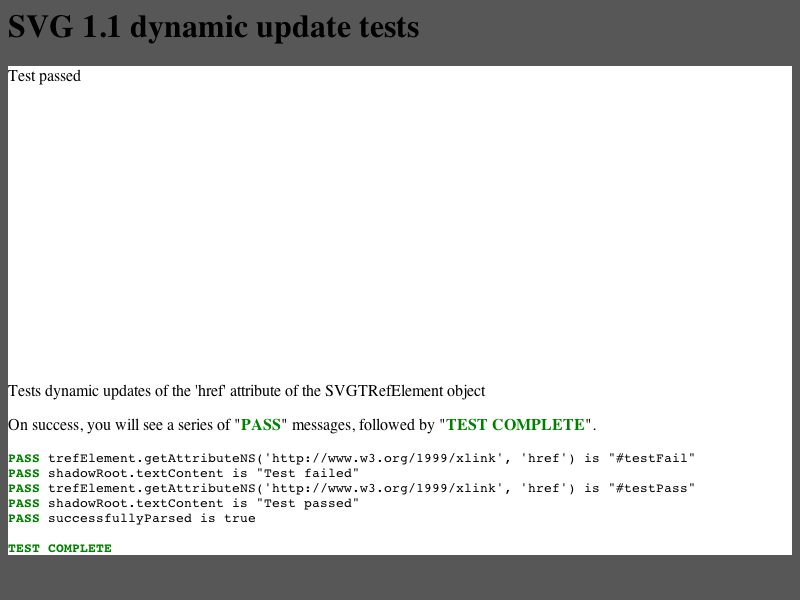 SVG 1.1 dynamic update tests
Test passed
Tests dynamic updates of the 'href' attribute of the SVGTRefElement object
On success, you will see a series of "PASS" messages, followed by "TEST COMPLETE".
PASS trefElement.getAttributeNS('http://www.w3.org/1999/xlink', 'href') is "#testFail"
PASS shadowRoot.textContent is "Test failed"
PASS trefElement.getAttributeNS('http://www.w3.org/1999/xlink', 'href') is "#testPass"
PASS shadowRoot.textContent is "Test passed"
PASS successfullyParsed is true
TEST COMPLETE